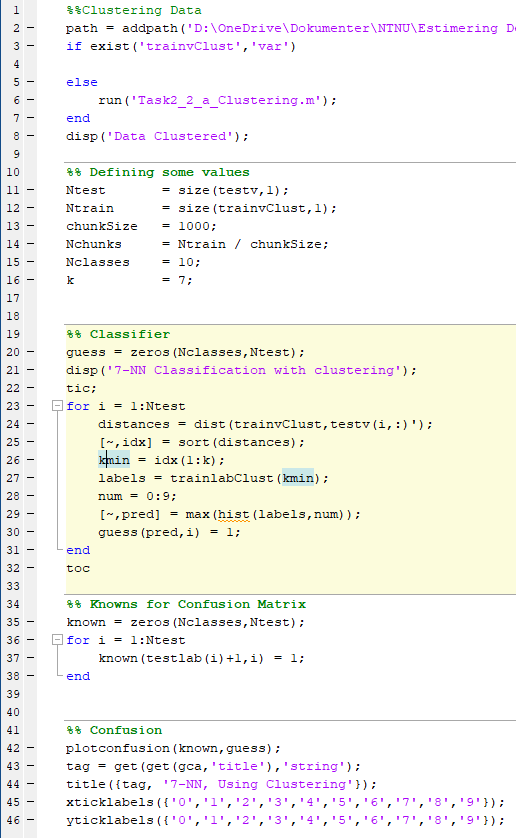 1 %%Clustering Data
2 path = addpath('D:\OneDrive\Dokumenter\NTNU\Estimering
3 if exist('trainvClust','var')
4
5 else
6 run('Task2_2_a_Clustering.m');
7 end
8 disp('Data Clustered');
9
10 %% Defining some values
11 Ntest = size(testv,1);
12 Ntrain = size(trainvClust,1);
13 chunkSize = 1000;
14 Nchunks = Ntrain / chunkSize;
15 Nclasses = 10;
16 k = 7;
17
18
19 %% Classifier
20 guess = zeros(Nclasses,Ntest);
21 disp('7-NN Classification with clustering');
22 tic;
23 for i = 1:Ntest
24 distances = dist(trainvClust,testv(i,:)');
25 [~,idx] = sort(distances);
26 kmin = idx(1:k);
27 labels = trainlabClust(kmin);
28 num = 0:9;
29 [~,pred] = max(hist(labels,num));
30 guess(pred,i) = 1;
31 end
32 toc
33
34 %% Knowns for Confusion Matrix
35 known = zeros(Nclasses,Ntest);
36 for i = 1:Ntest
37 known(testlab(i)+1,i) = 1;
38 end
39
40
41 %% Confusion
42 plotconfusion(known,guess);
43 tag = get(get(gca,'title'),'string');
44 title({tag, '7-NN, Using Clustering'});
45 xticklabels({'0','1','2','3','4','5','6','7','8','9'});
46 yticklabels({'0','1','2','3','4','5','6','7','8','9'});